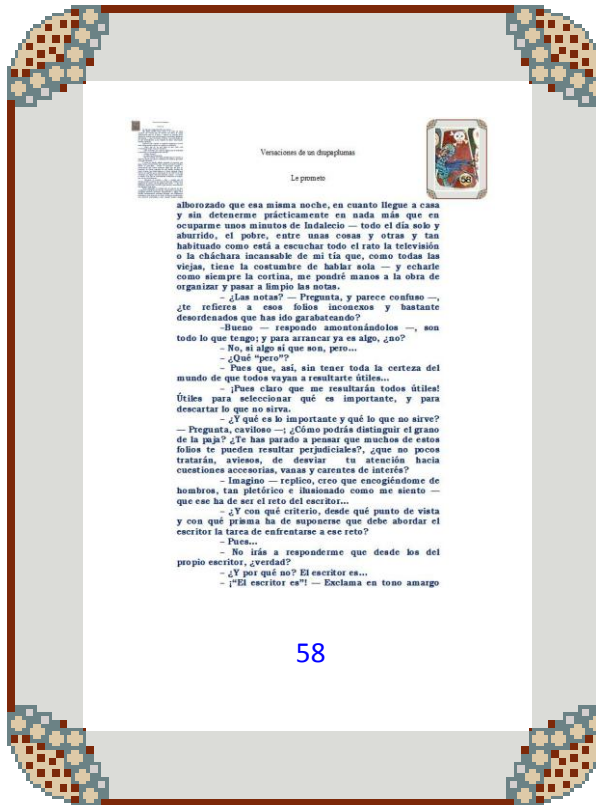 Versaciones de un chupaplumas
Le prometo
58
alborozado que esa misma noche, en cuanto llegue a casa
y sin detenerme prácticamente en nada más que en
ocuparme unos minutos de Indalecio — todo el día solo y
aburrido, el pobre, entre unas cosas y otras y tan
habituado como está a escuchar todo el rato la televisión
o la cháchara incansable de mi tía que, como todas las
viejas, tiene la costumbre de hablar sola — y echarle
como siempre la cortina, me pondré manos a la obra de
organizar y pasar a limpio las notas.
– ¿Las notas? — Pregunta, y parece confuso —,
¿te refieres a esos folios inconexos y bastante
desordenados que has ido garabateando?
–Bueno — respondo amontonándolos —, son
todo lo que tengo; y para arrancar ya es algo, ¿no?
– No, si algo sí que son, pero…
– ¿Qué “pero”?
– Pues que, así, sin tener toda la certeza del
mundo de que todos vayan a resultarte útiles…
– ¡Pues claro que me resultarán todos útiles!
Útiles para seleccionar qué es importante, y para
descartar lo que no sirva.
– ¿Y qué es lo importante y qué lo que no sirve?
— Pregunta, caviloso —; ¿Cómo podrás distinguir el grano
de la paja? ¿Te has parado a pensar que muchos de estos
folios te pueden resultar perjudiciales?, ¿que no pocos
tratarán, aviesos, de desviar tu atención hacia
cuestiones accesorias, vanas y carentes de interés?
– Imagino — replico, creo que encogiéndome de
hombros, tan pletórico e ilusionado como me siento —
que ese ha de ser el reto del escritor…
– ¿Y con qué criterio, desde qué punto de vista
y con qué prisma ha de suponerse que debe abordar el
escritor la tarea de enfrentarse a ese reto?
– Pues…
– No irás a responderme que desde los del
propio escritor, ¿verdad?
– ¿Y por qué no? El escritor es…
– ¡“El escritor es”! — Exclama en tono amargo
58